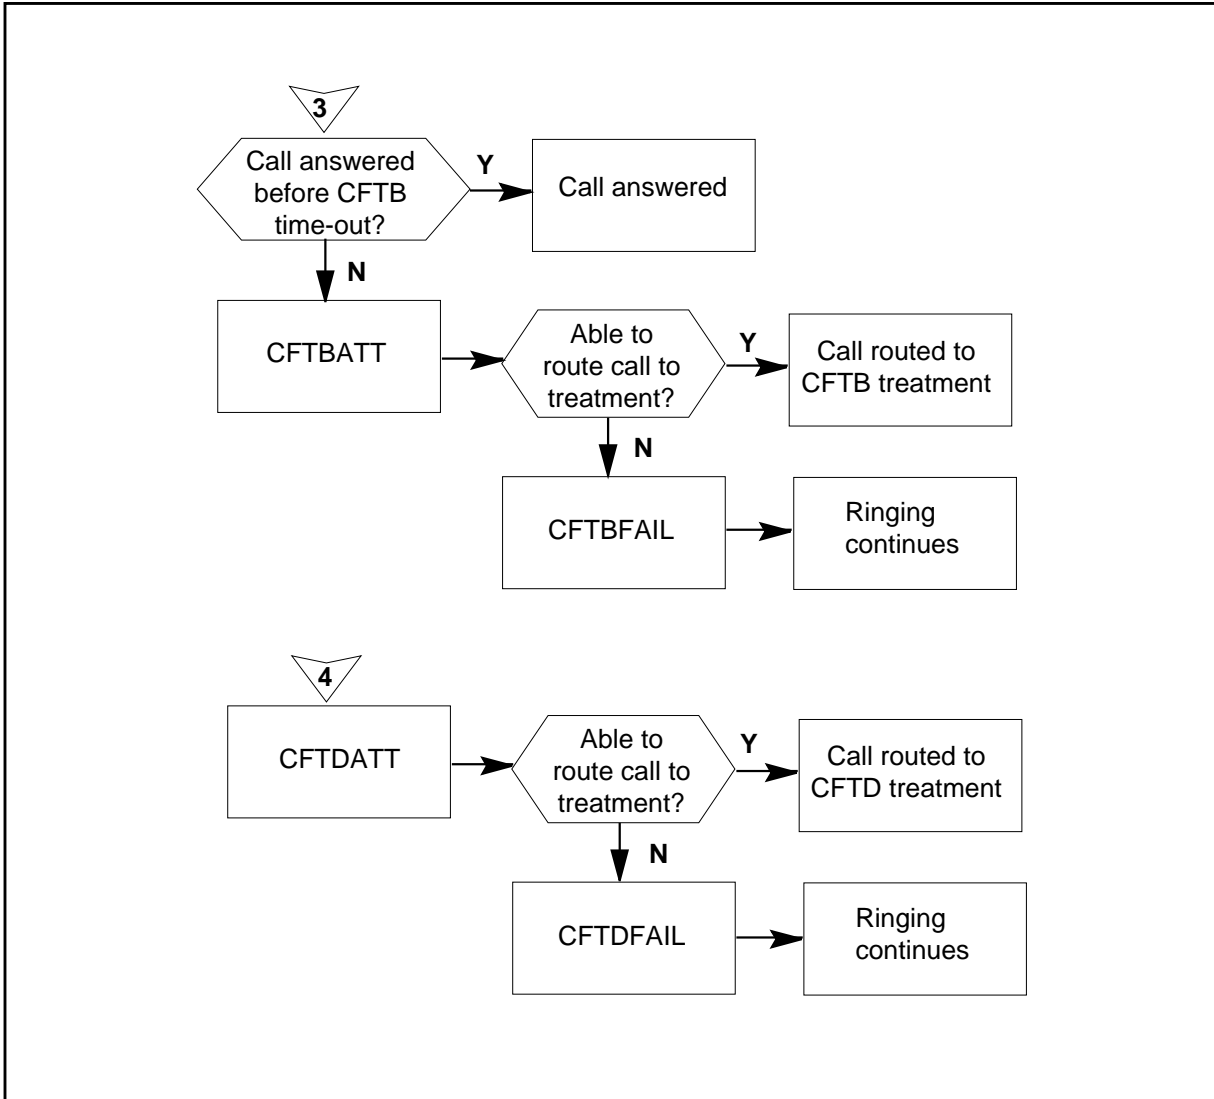 3
Call answered
before CFTB
time-out?
Y
Call answered
N
CFTBATT
Able to
route call to
treatment?
Y
Call routed to
CFTB treatment
N
CFTBFAIL
Ringing
continues
4
CFTDATT
Able to
route call to
treatment?
Y
Call routed to
CFTD treatment
N
CFTDFAIL
Ringing
continues